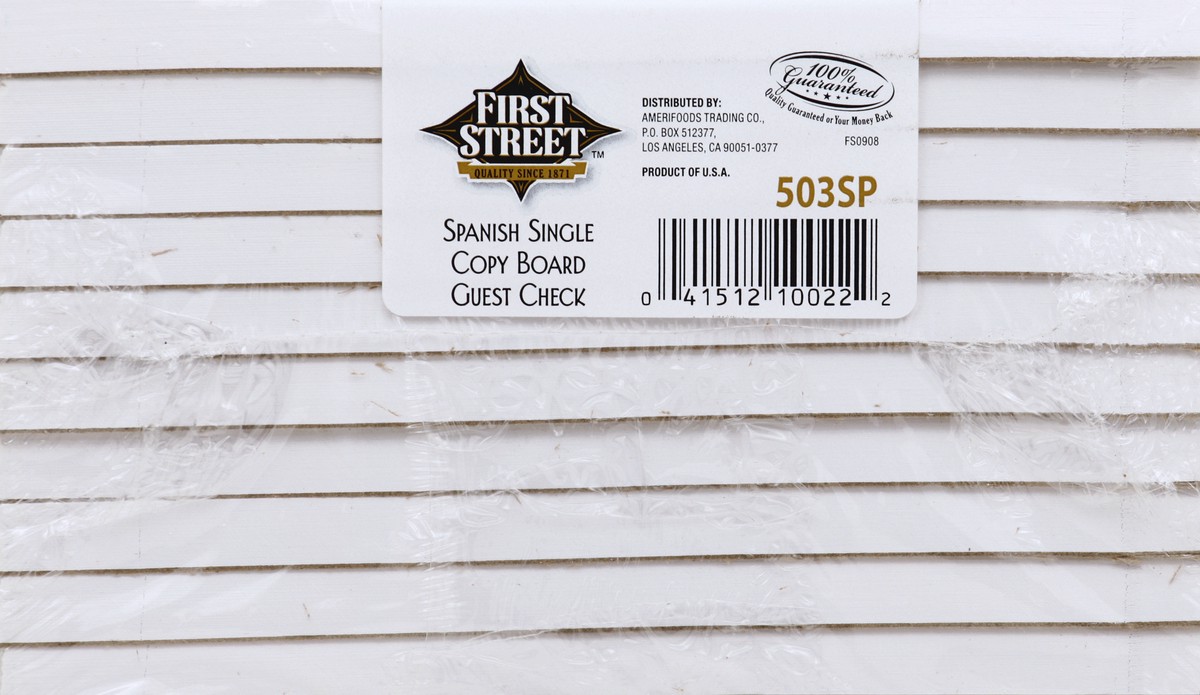 FIRST
STREET
TM
QUALITY SINCE 1871
SPANISH SINGLE
COPY BOARD
GUEST CHECK
DISTRIBUTED BY:
AMERIFOODS TRADING CO.,
P.O. BOX 512377,
LOS ANGELES, CA 90051-0377
PRODUCT OF U.S.A.
100%
Guaranteed
Quality Guaranteed or Your Money Back
FS0908
503SP
0 41512 10022 2